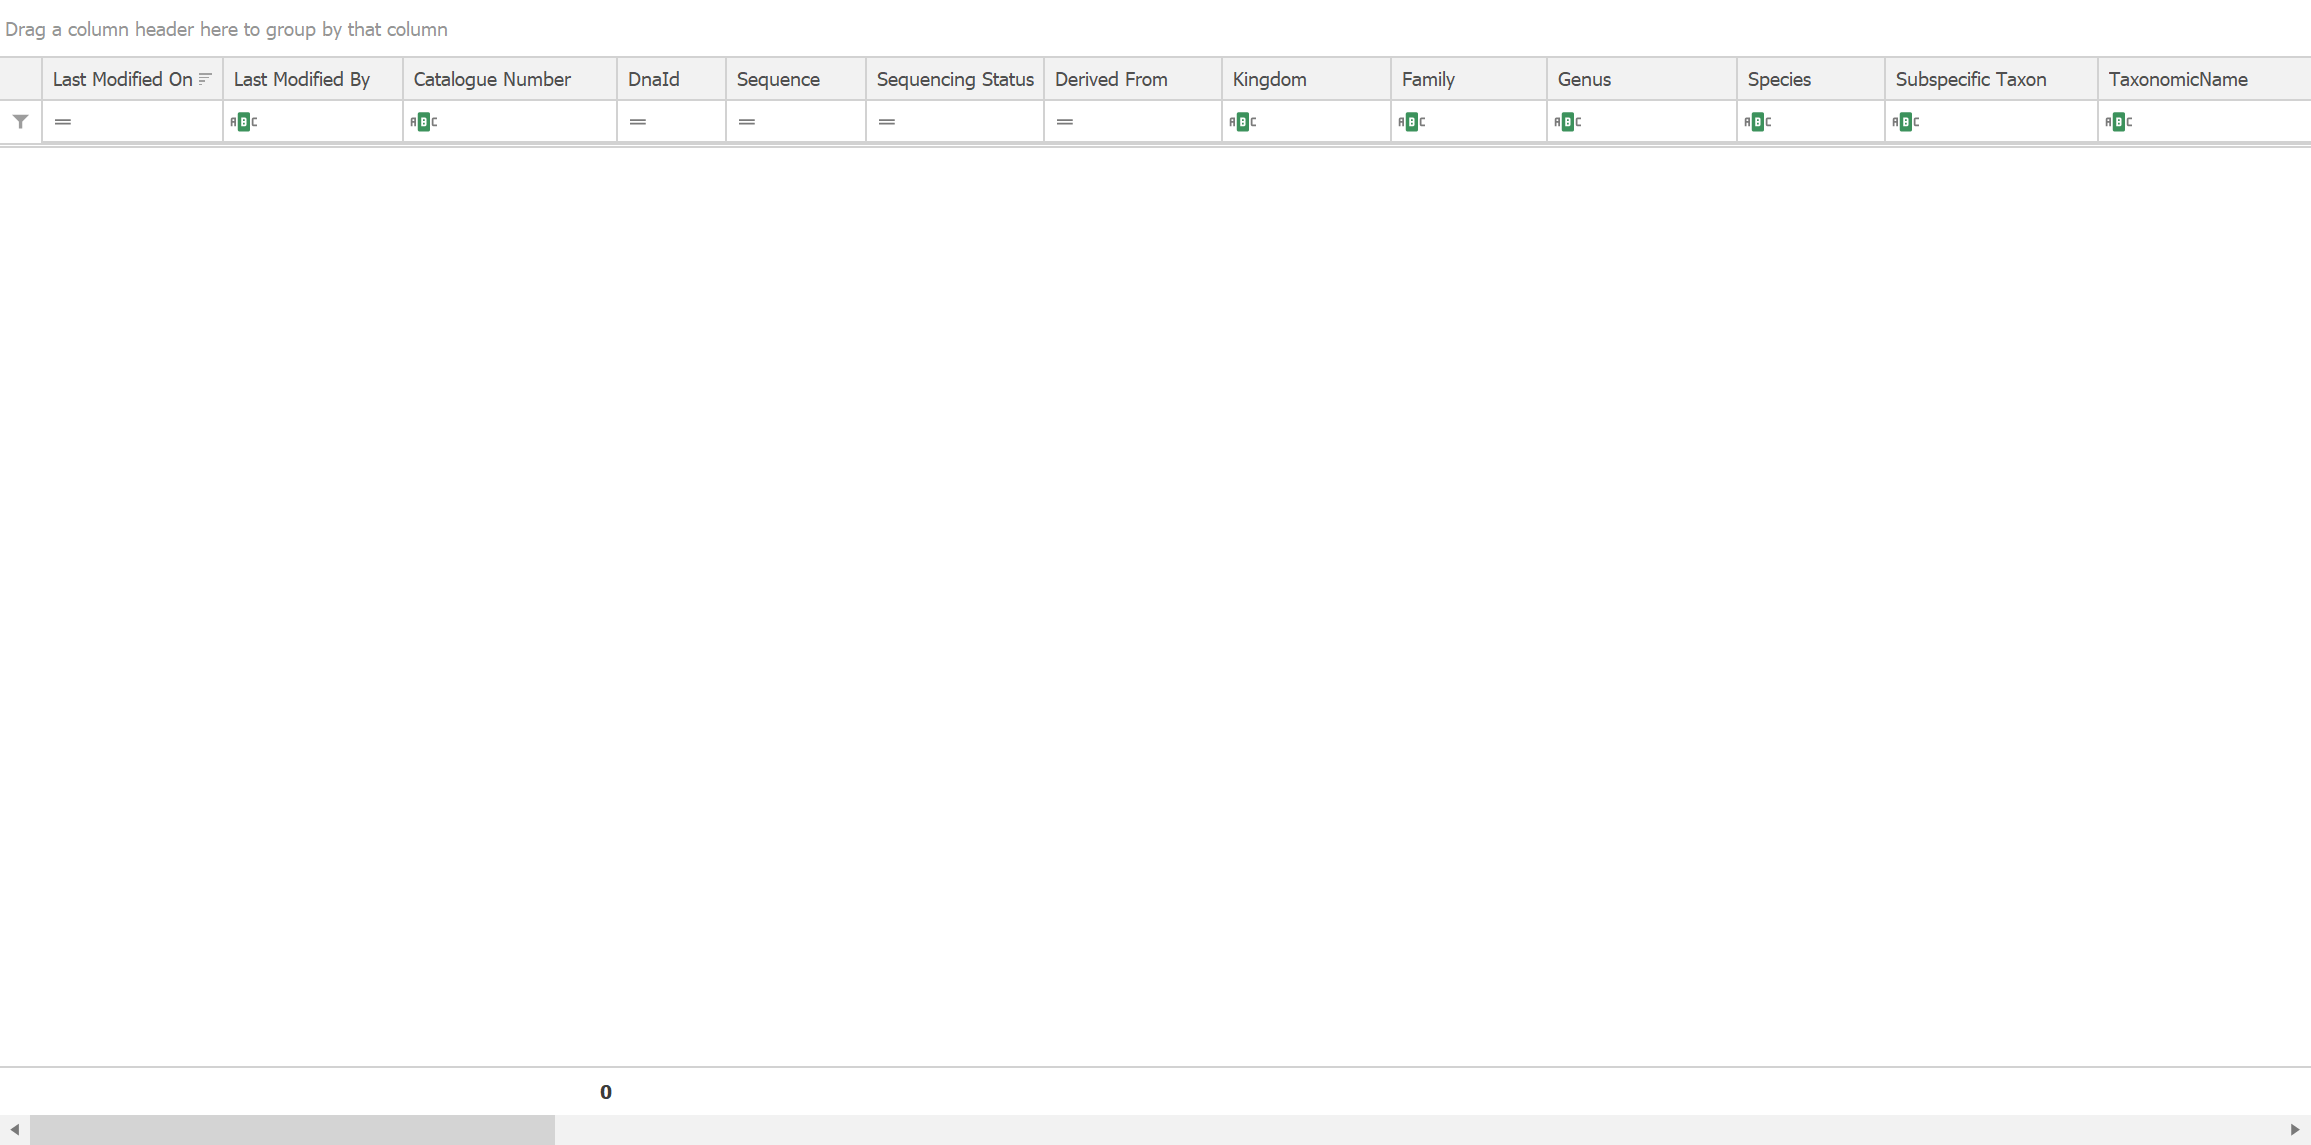 Drag a column header here to group by that column
Last Modified On Last Modified By Catalogue Number DnaId Sequence Sequencing Status Derived From Kingdom Family Genus Species Subspecific Taxon TaxonomicName
= ABC ABC = = = = ABC ABC ABC ABC ABC ABC
0